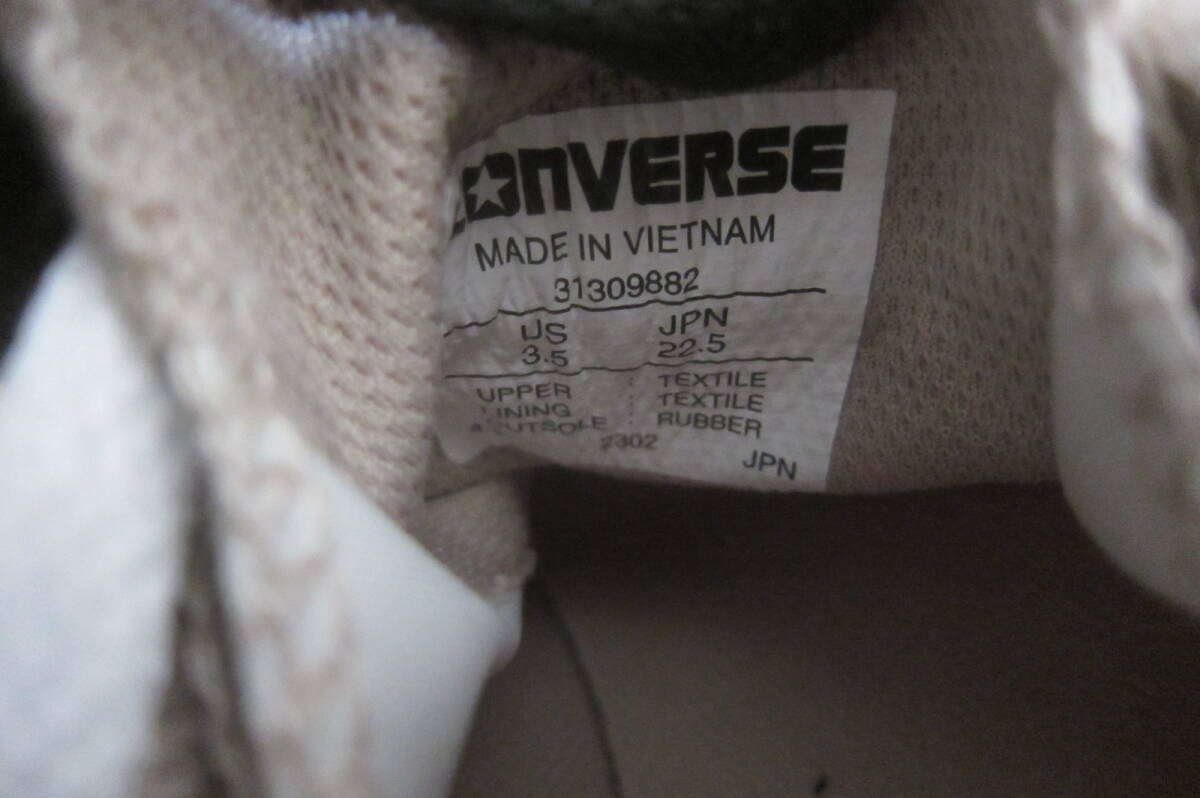 CONVERSE
MADE IN VIETNAM
31309882
US JPN
3.5 22.5
UPPER : TEXTILE
LINING : TEXTILE
OUTSOLE : RUBBER
2302
JPN